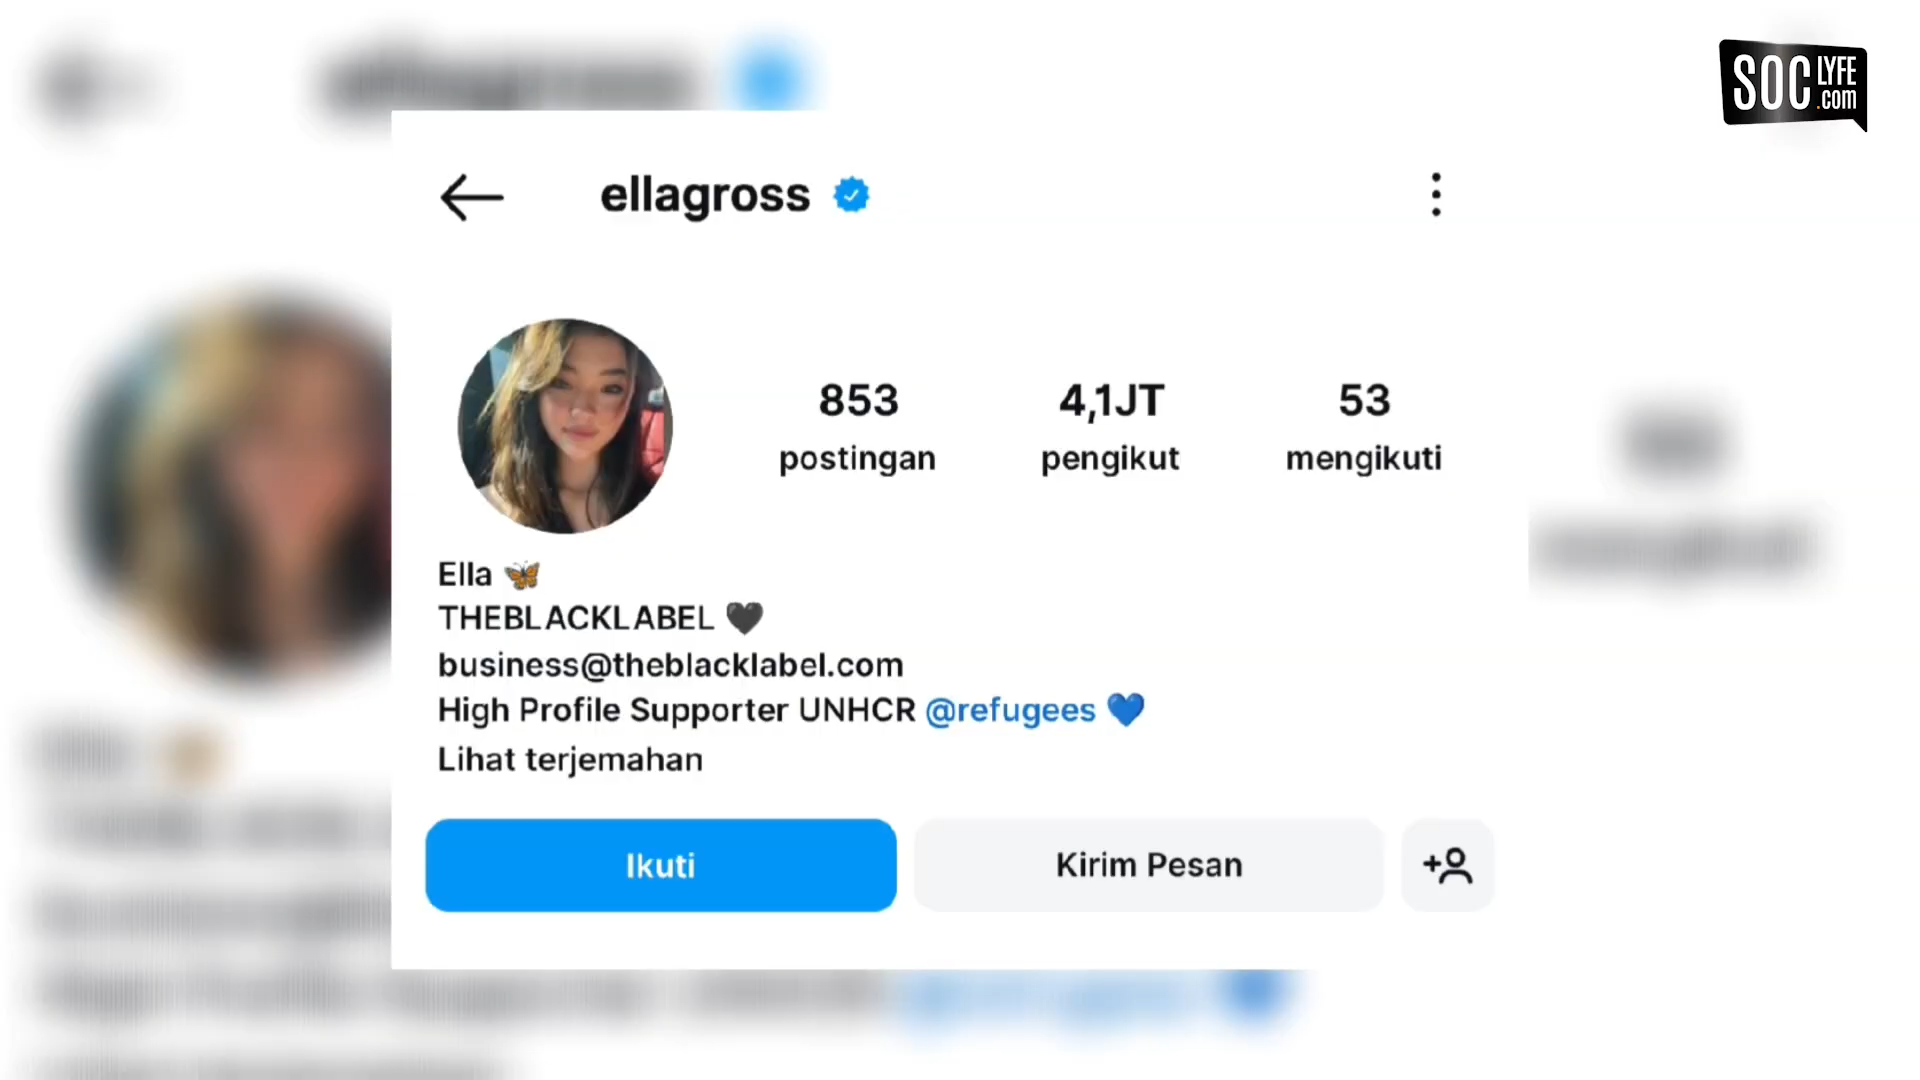 SOC LYFE
.com
ellagross
853
4,1JT
53
postingan
pengikut
mengikuti
Ella 🦋
THEBLACKLABEL 🖤
business@theblacklabel.com
High Profile Supporter UNHCR @refugees 💙
Lihat terjemahan
Ikuti
Kirim Pesan